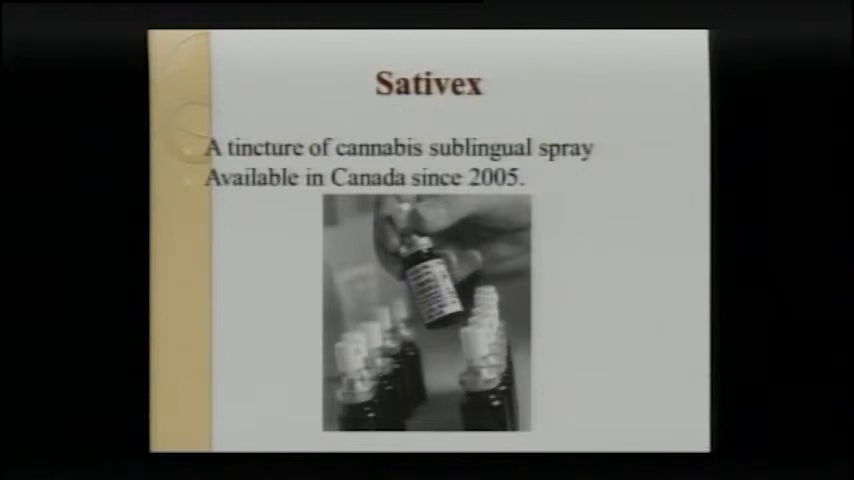 Sativex
A tincture of cannabis sublingual spray
Available in Canada since 2005.